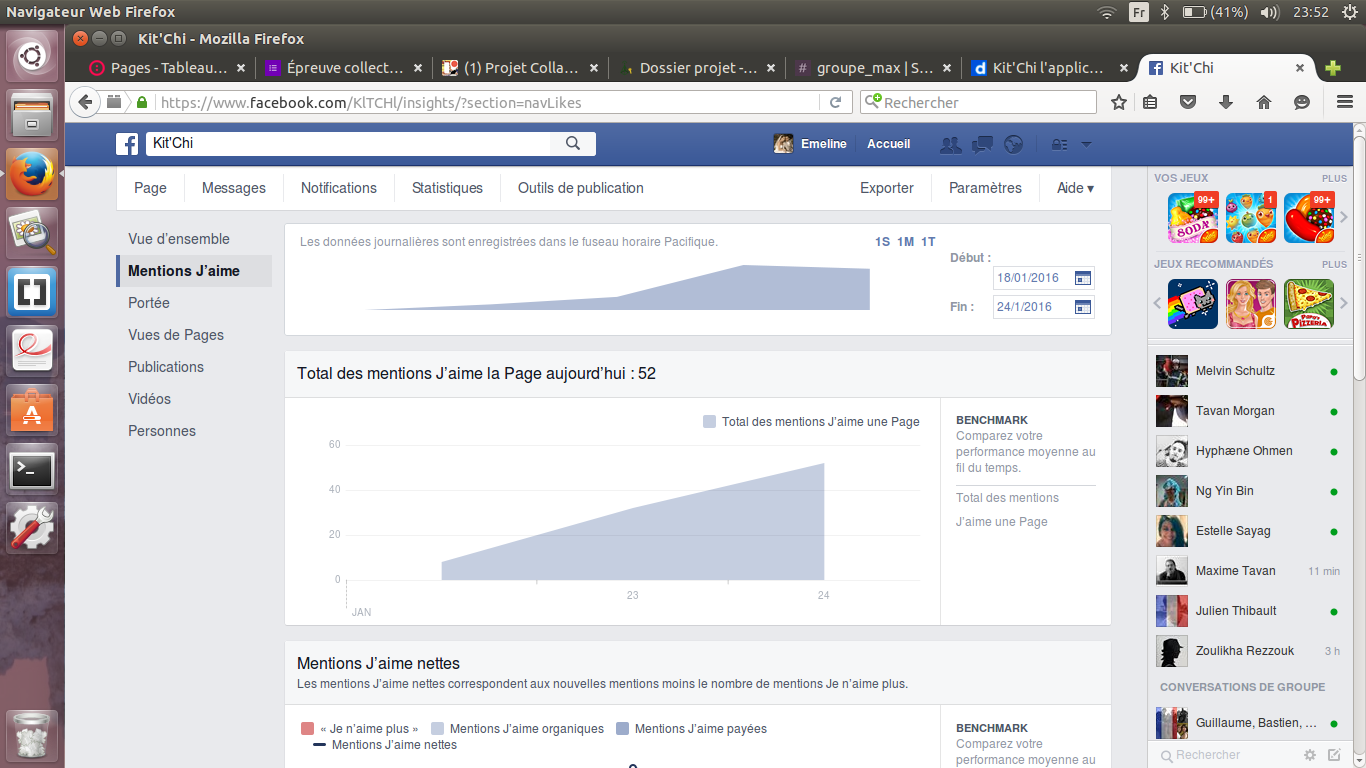 Navigateur Web Firefox
Fr (41%) 23:52
Kit'Chi - Mozilla Firefox
Pages - Tableau... Épreuve collect... (1) Projet Colla... Dossier projet -... groupe_max | S... Kit'Chi l'applic... Kit'Chi
https://www.facebook.com/KITCHI/insights/?section=navLikes
Rechercher
Kit'Chi
Emeline Accueil
Page Messages Notifications Statistiques Outils de publication Exporter Paramètres Aide
Vue d'ensemble
Mentions J'aime
Portée
Vues de Pages
Publications
Vidéos
Personnes
Les données journalières sont enregistrées dans le fuseau horaire Pacifique.
1S 1M 1T
Début :
18/01/2016
Fin : 24/1/2016
Total des mentions J'aime la Page aujourd'hui : 52
Total des mentions J'aime une Page
60
40
20
0
23 24
JAN
BENCHMARK
Comparez votre
performance moyenne au
fil du temps.
Total des mentions
J'aime une Page
Mentions J'aime nettes
Les mentions J'aime nettes correspondent aux nouvelles mentions moins le nombre de mentions Je n'aime plus.
« Je n'aime plus » Mentions J'aime organiques Mentions J'aime payées
Mentions J'aime nettes
BENCHMARK
Comparez votre
performance moyenne au
VOS JEUX PLUS
99+ 1 99+
SODA
JEUX RECOMMANDÉS PLUS
PAPA'S
PIZZERIA
Melvin Schultz
Tavan Morgan
Hyphæne Ohmen
Ng Yin Bin
Estelle Sayag
Maxime Tavan 11 min
Julien Thibault
Zoulikha Rezzouk 3 h
CONVERSATIONS DE GROUPE
Guillaume, Bastien, ...
Rechercher